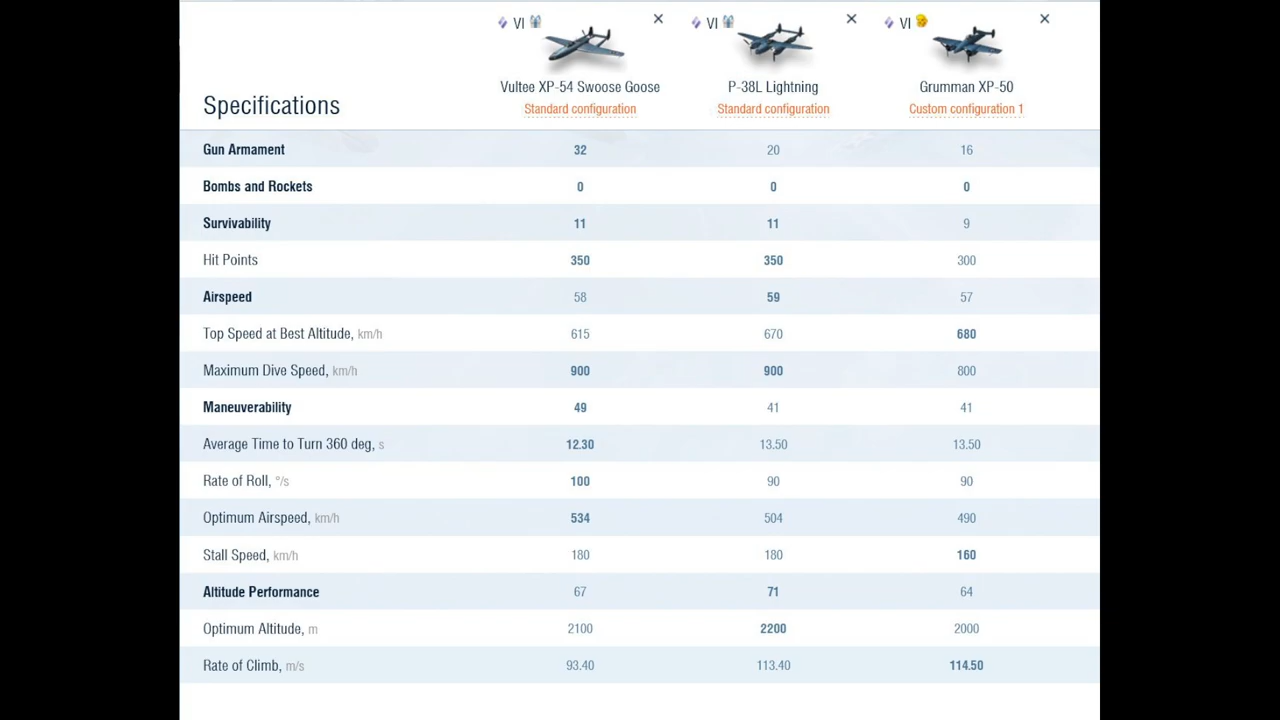 VI VI VI
Vultee XP-54 Swoose Goose P-38L Lightning Grumman XP-50
Specifications Standard configuration Standard configuration Custom configuration 1
Gun Armament 32 20 16
Bombs and Rockets 0 0 0
Survivability 11 11 9
Hit Points 350 350 300
Airspeed 58 59 57
Top Speed at Best Altitude, km/h 615 670 680
Maximum Dive Speed, km/h 900 900 800
Maneuverability 49 41 41
Average Time to Turn 360 deg, s 12.30 13.50 13.50
Rate of Roll, °/s 100 90 90
Optimum Airspeed, km/h 534 504 490
Stall Speed, km/h 180 180 160
Altitude Performance 67 71 64
Optimum Altitude, m 2100 2200 2000
Rate of Climb, m/s 93.40 113.40 114.50